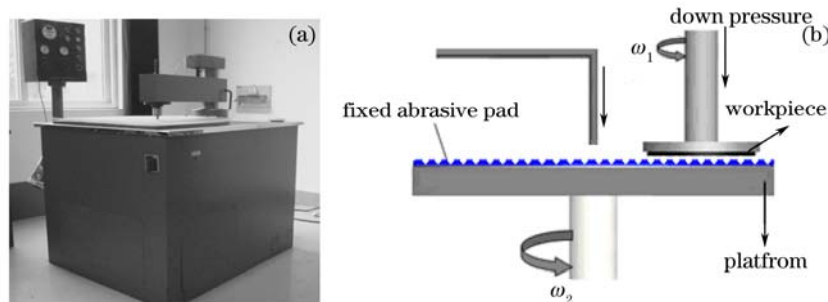 (a)
down pressure
(b)
ω1
workpiece
fixed abrasive pad
platfrom
ω2